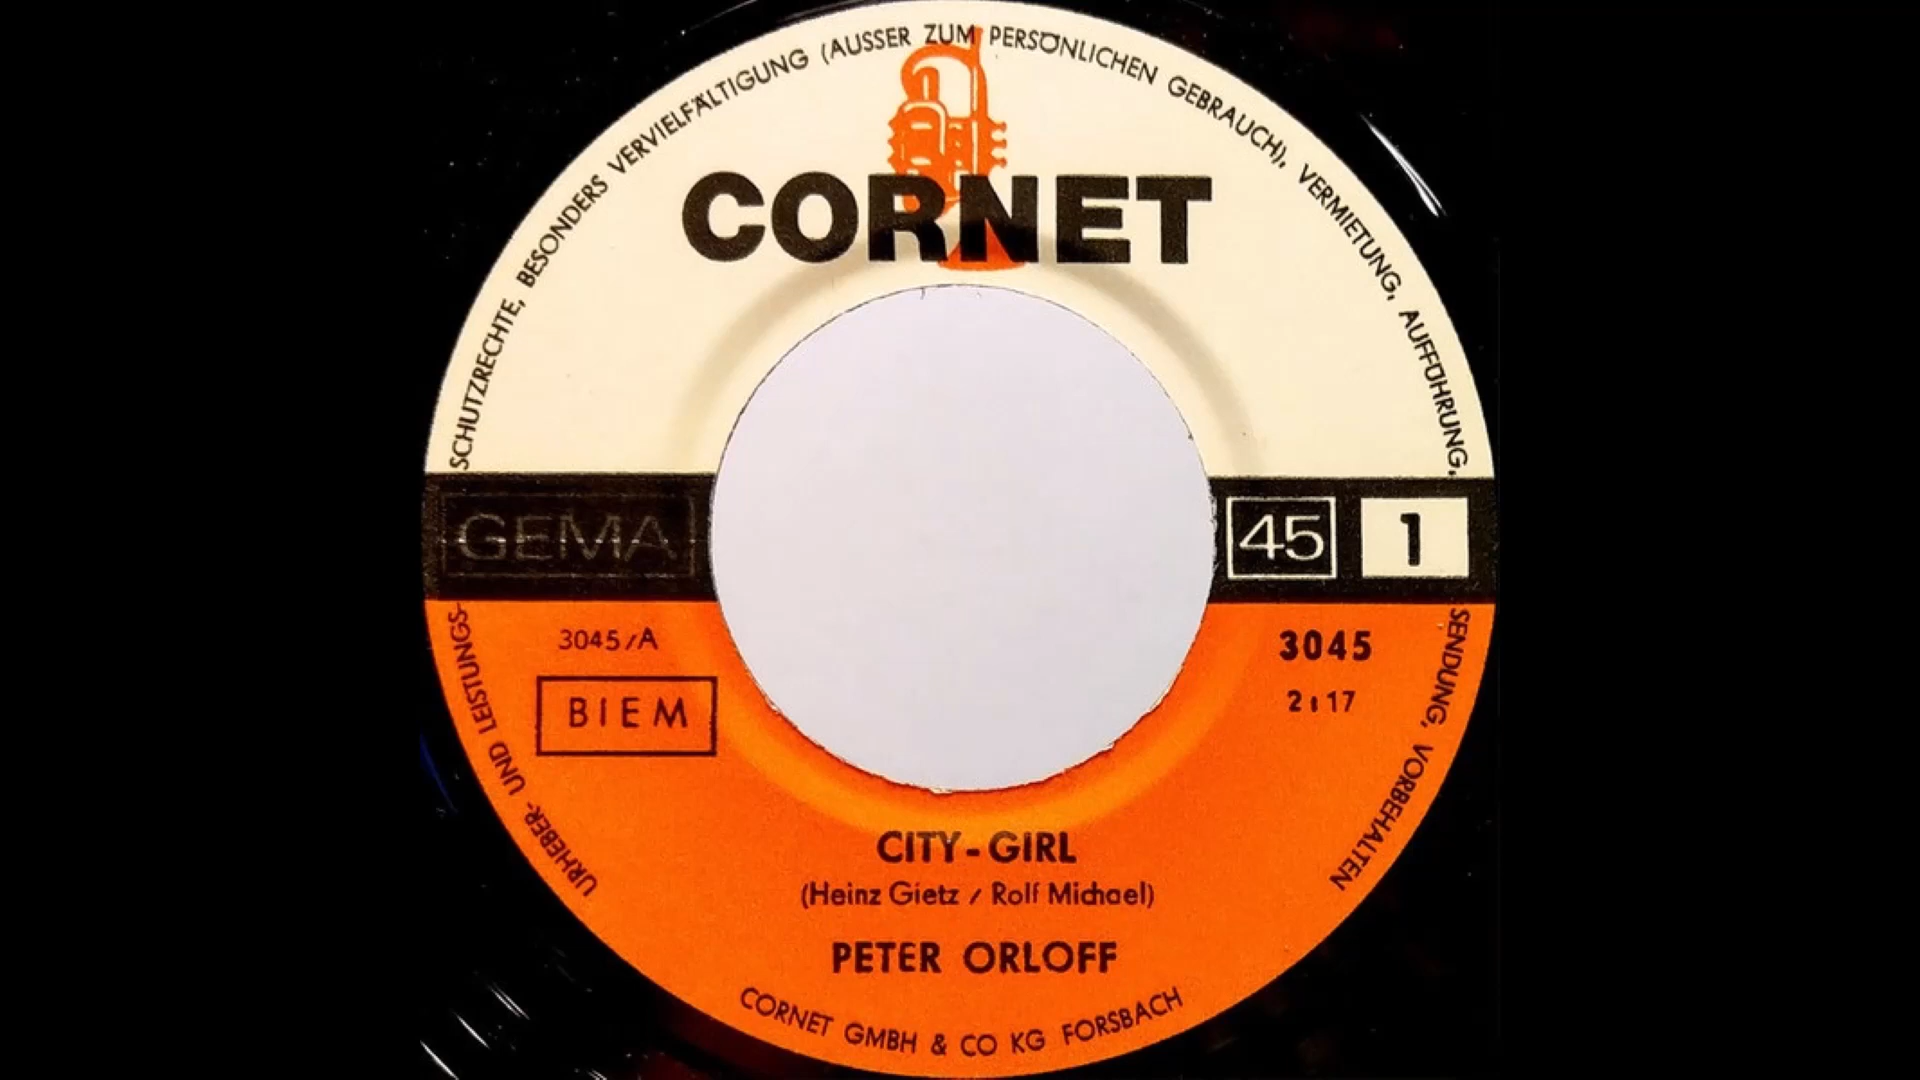 URHEBER- UND LEISTUNGS-SCHUTZRECHTE, BESONDERS VERVIELFÄLTIGUNG (AUSSER ZUM PERSÖNLICHEN GEBRAUCH), VERMIETUNG, AUFFÜHRUNG, SENDUNG, VORBEHALTEN
CORNET
GEMA
45
1
3045/A
3045
BIEM
2:17
CITY-GIRL
(Heinz Gietz / Rolf Michael)
PETER ORLOFF
CORNET GMBH & CO KG FORSBACH